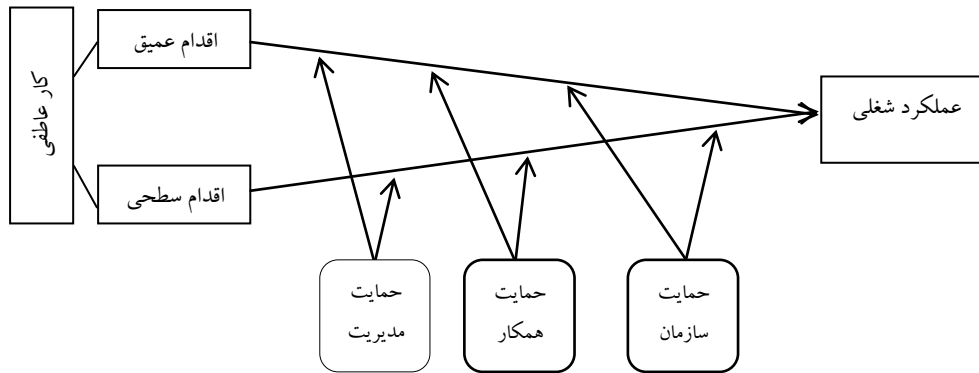 کار عاطفی
اقدام عمیق
اقدام سطحی
عملکرد شغلی
حمایت
سازمان
حمایت
همکار
حمایت
مدیریت